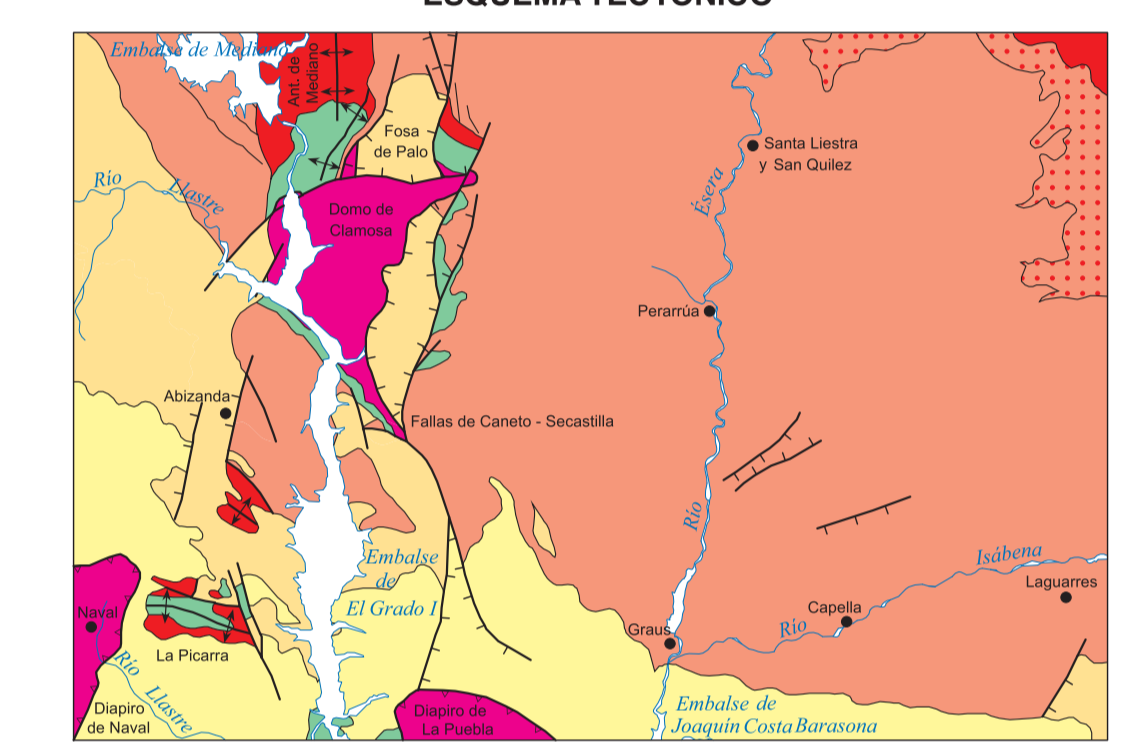 ESQUEMA TECTÓNICO
Embalse de Mediano
Ant. de
Mediano
Fosa
de Palo
Santa Liestra
y San Quilez
Río
Llastre
Ésera
Domo de
Clamosa
Perarrúa
Abizanda
Fallas de Caneto - Secastilla
Río
Embalse
de
El Grado I
Isábena
Laguarres
Capella
Naval
Río
Graus
La Picarra
Río
Llastre
Diapiro
de Naval
Diapiro de
La Puebla
Embalse de
Joaquín Costa Barasona